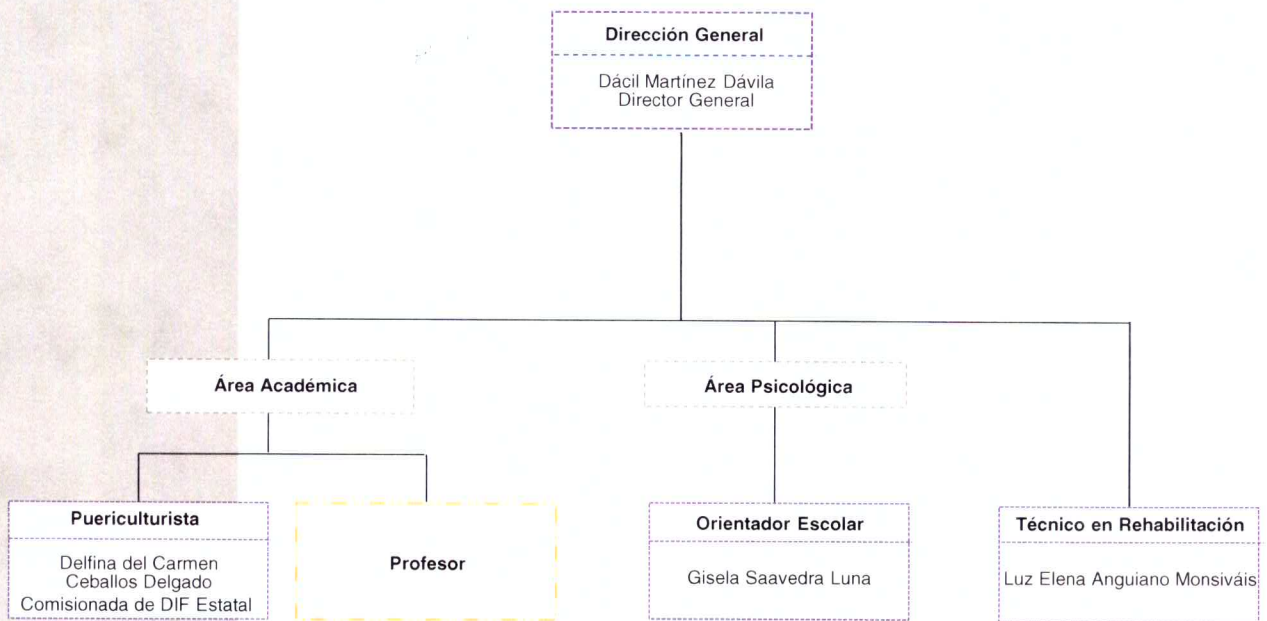 Dirección General
Dácil Martínez Dávila
Director General
Área Académica
Área Psicológica
Puericulturista
Delfina del Carmen
Ceballos Delgado
Comisionada de DIF Estatal
Profesor
Orientador Escolar
Gisela Saavedra Luna
Técnico en Rehabilitación
Luz Elena Anguiano Monsiváis